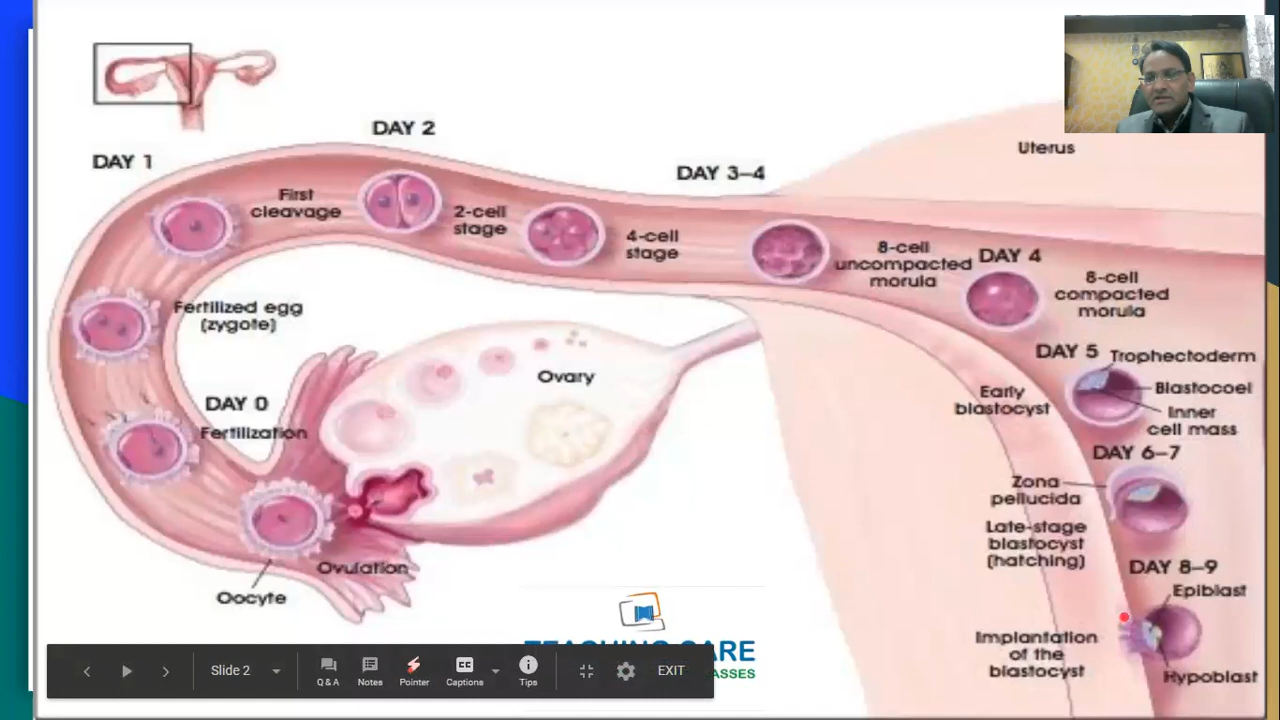 DAY 2
DAY 1
DAY 3–4
Uterus
First
cleavage
2-cell
stage
4-cell
stage
8-cell
uncompacted
morula
DAY 4
8-cell
compacted
morula
Fertilized egg
(zygote)
DAY 5
Trophectoderm
Blastocoel
Inner
cell mass
Early
blastocyst
Ovary
DAY 0
Fertilization
DAY 6–7
Zona
pellucida
Late-stage
blastocyst
(hatching)
DAY 8–9
Epiblast
Implantation
of the
blastocyst
Hypoblast
Ovulation
Oocyte
Slide 2
Q & A
Notes
Pointer
Captions
Tips
EXIT